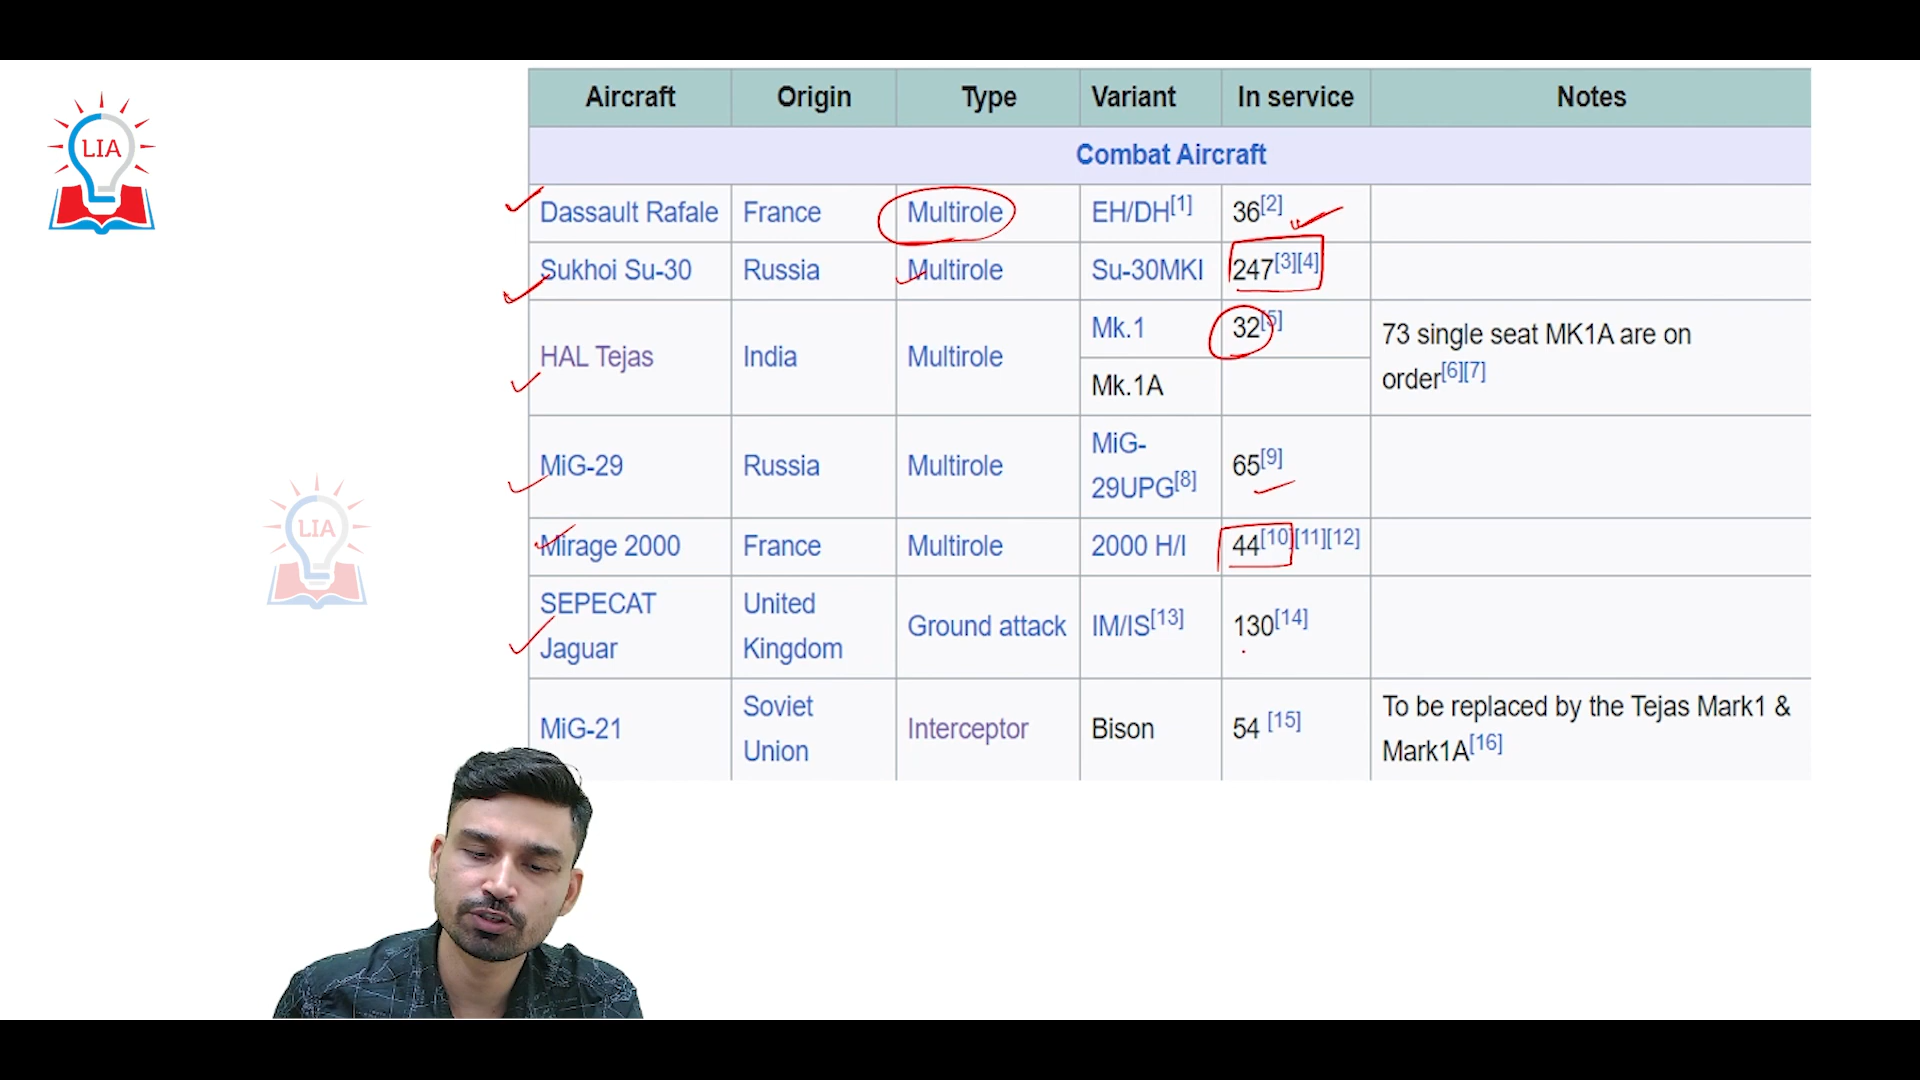 LIA
Aircraft Origin Type Variant In service Notes
Combat Aircraft
Dassault Rafale France Multirole EH/DH[1] 36[2]
Sukhoi Su-30 Russia Multirole Su-30MKI 247[3][4]
HAL Tejas India Multirole Mk.1 32[5]
Mk.1A
73 single seat MK1A are on
order[6][7]
MiG-29 Russia Multirole MiG-
29UPG[8] 65[9]
LIA
Mirage 2000 France Multirole 2000 H/I 44[10][11][12]
SEPECAT
Jaguar
United
Kingdom
Ground attack IM/IS[13] 130[14]
MiG-21
Soviet
Union
Interceptor Bison 54 [15]
To be replaced by the Tejas Mark1 &
Mark1A[16]